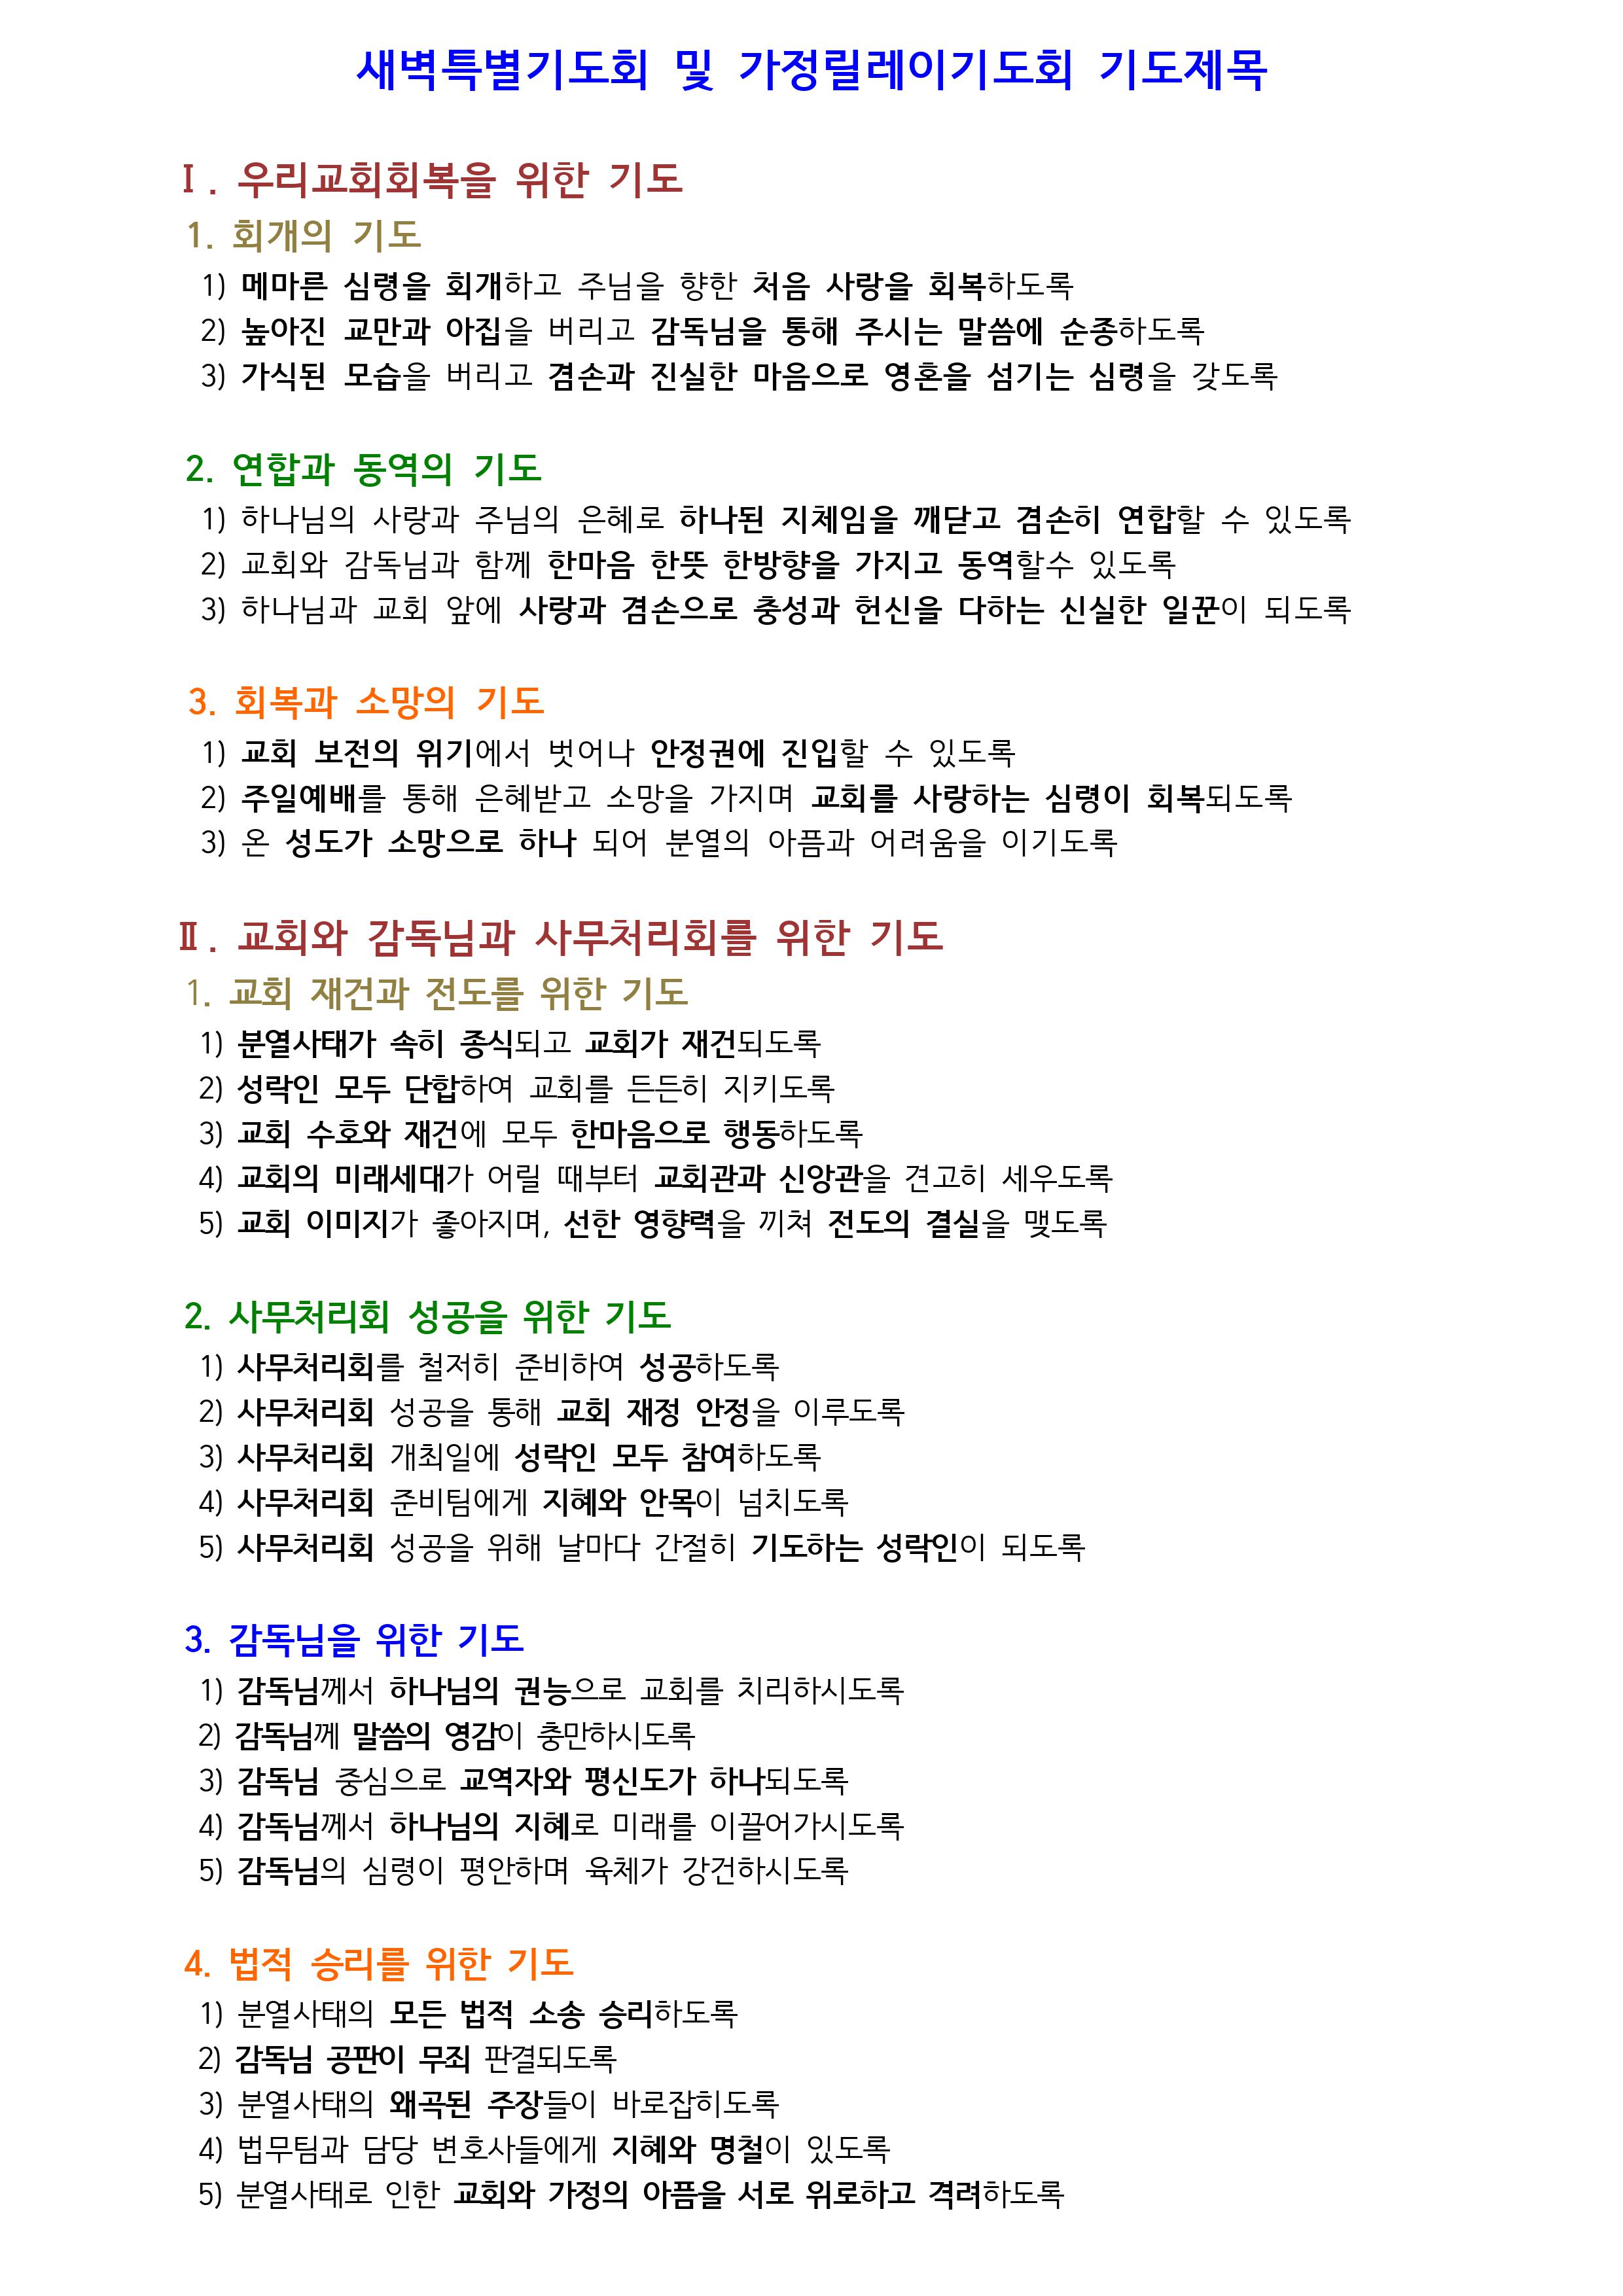 새벽특별기도회 및 가정릴레이기도회 기도제목
Ⅰ. 우리교회회복을 위한 기도
1. 회개의 기도
1) 메마른 심령을 회개하고 주님을 향한 처음 사랑을 회복하도록
2) 높아진 교만과 아집을 버리고 감독님을 통해 주시는 말씀에 순종하도록
3) 가식된 모습을 버리고 겸손과 진실한 마음으로 영혼을 섬기는 심령을 갖도록
2. 연합과 동역의 기도
1) 하나님의 사랑과 주님의 은혜로 하나된 지체임을 깨닫고 겸손히 연합할 수 있도록
2) 교회와 감독님과 함께 한마음 한뜻 한방향을 가지고 동역할수 있도록
3) 하나님과 교회 앞에 사랑과 겸손으로 충성과 헌신을 다하는 신실한 일꾼이 되도록
3. 회복과 소망의 기도
1) 교회 보전의 위기에서 벗어나 안정권에 진입할 수 있도록
2) 주일예배를 통해 은혜받고 소망을 가지며 교회를 사랑하는 심령이 회복되도록
3) 온 성도가 소망으로 하나 되어 분열의 아픔과 어려움을 이기도록
Ⅱ. 교회와 감독님과 사무처리회를 위한 기도
1. 교회 재건과 전도를 위한 기도
1) 분열사태가 속히 종식되고 교회가 재건되도록
2) 성락인 모두 단합하여 교회를 든든히 지키도록
3) 교회 수호와 재건에 모두 한마음으로 행동하도록
4) 교회의 미래세대가 어릴 때부터 교회관과 신앙관을 견고히 세우도록
5) 교회 이미지가 좋아지며, 선한 영향력을 끼쳐 전도의 결실을 맺도록
2. 사무처리회 성공을 위한 기도
1) 사무처리회를 철저히 준비하여 성공하도록
2) 사무처리회 성공을 통해 교회 재정 안정을 이루도록
3) 사무처리회 개최일에 성락인 모두 참여하도록
4) 사무처리회 준비팀에게 지혜와 안목이 넘치도록
5) 사무처리회 성공을 위해 날마다 간절히 기도하는 성락인이 되도록
3. 감독님을 위한 기도
1) 감독님께서 하나님의 권능으로 교회를 치리하시도록
2) 감독님께 말씀의 영감이 충만하시도록
3) 감독님 중심으로 교역자와 평신도가 하나되도록
4) 감독님께서 하나님의 지혜로 미래를 이끌어가시도록
5) 감독님의 심령이 평안하며 육체가 강건하시도록
4. 법적 승리를 위한 기도
1) 분열사태의 모든 법적 소송 승리하도록
2) 감독님 공판이 무죄 판결되도록
3) 분열사태의 왜곡된 주장들이 바로잡히도록
4) 법무팀과 담당 변호사들에게 지혜와 명철이 있도록
5) 분열사태로 인한 교회와 가정의 아픔을 서로 위로하고 격려하도록